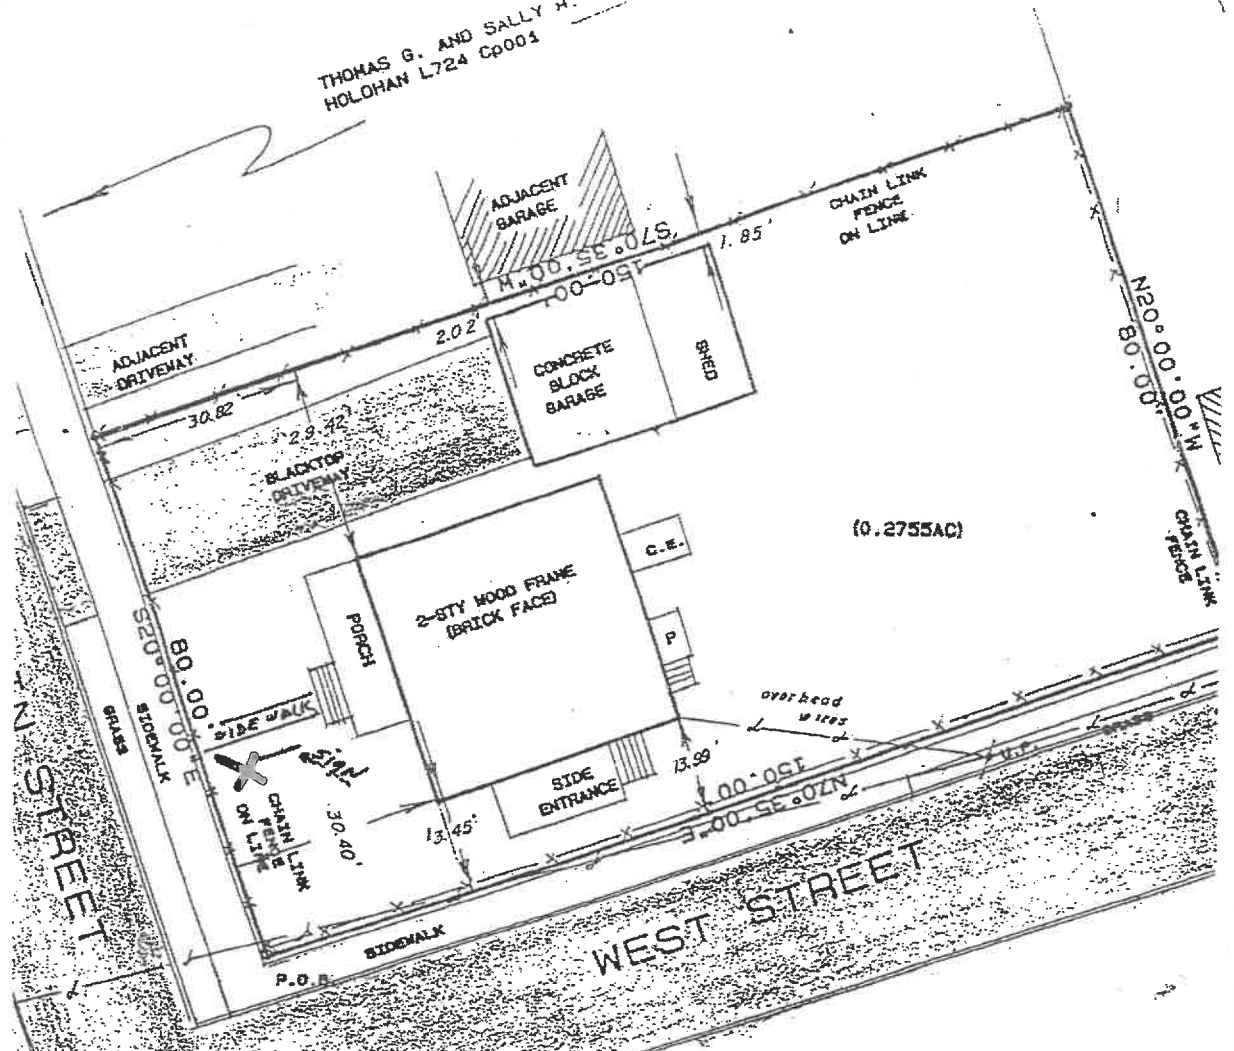 THOMAS G. AND SALLY H.
HOLOHAN L724 Cp001
ADJACENT
GARAGE
CHAIN LINK
FENCE
ON LINE
S70°35'00"W
150.00'
1.85'
2.02'
ADJACENT
DRIVEWAY
30.82'
29.42'
BLACKTOP
DRIVEWAY
CONCRETE
BLOCK
GARAGE
SHED
N20°00'00"W
80.00'
CHAIN LINK
FENCE
(0.2755AC)
C.E.
2-STY WOOD FRAME
(BRICK FACE)
PORCH
P
S20°00'00"E
80.00'
SIDEWALK
SIGN
GRASS
SIDEWALK
STREET
CHAIN LINK
FENCE
ON LINE
30.40'
13.45'
SIDE
ENTRANCE
13.99'
overhead
wires
U.P.
GRASS
150.00'
N70°35'00"E
SIDEWALK
P.O.B.
WEST STREET